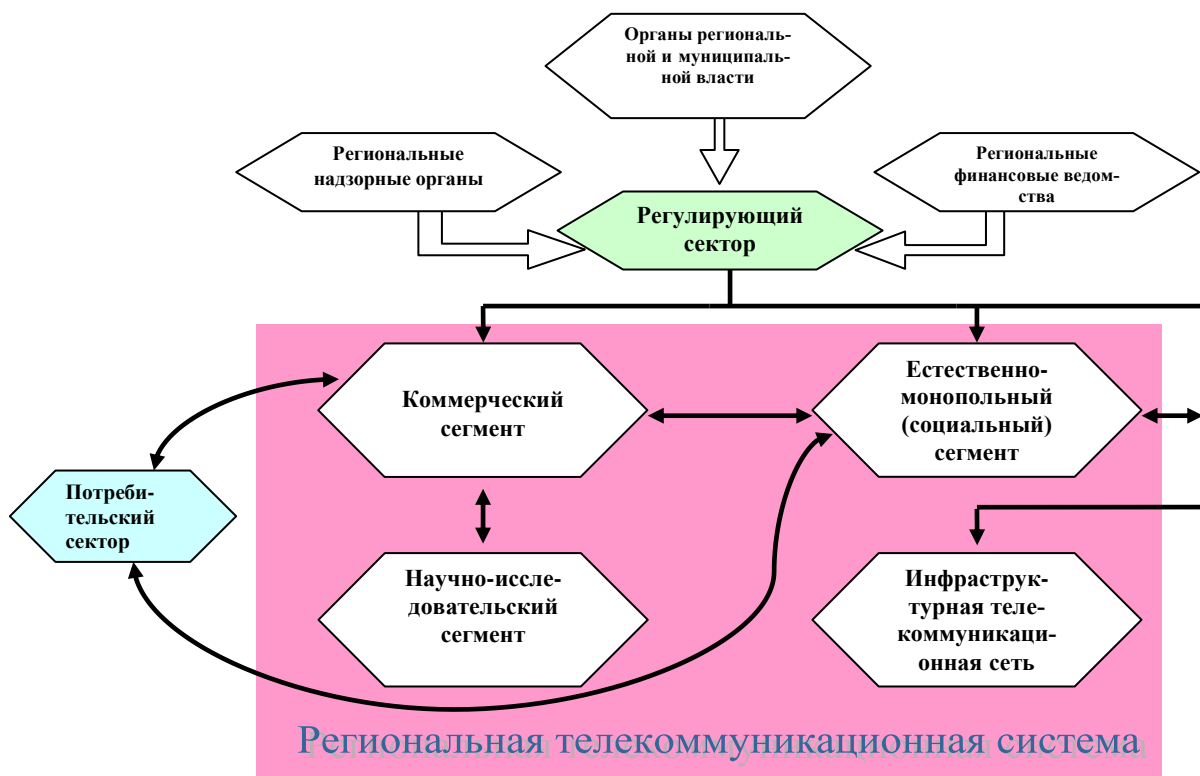 Органы региональ-
ной и муниципаль-
ной власти
Региональные
надзорные органы
Региональные
финансовые ведом-
ства
Регулирующий
сектор
Коммерческий
сегмент
Естественно-
монопольный
(социальный)
сегмент
Потреби-
тельский
сектор
Научно-иссле-
довательский
сегмент
Инфраструк-
турная теле-
коммуникаци-
онная сеть
Региональная телекоммуникационная система